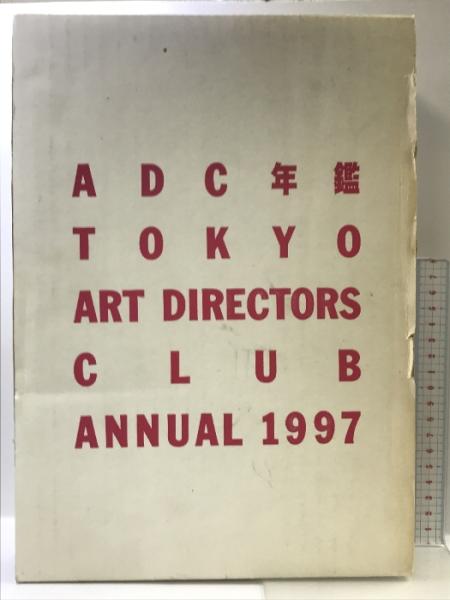 ADC年鑑
TOKYO
ART DIRECTORS
CLUB
ANNUAL 1997